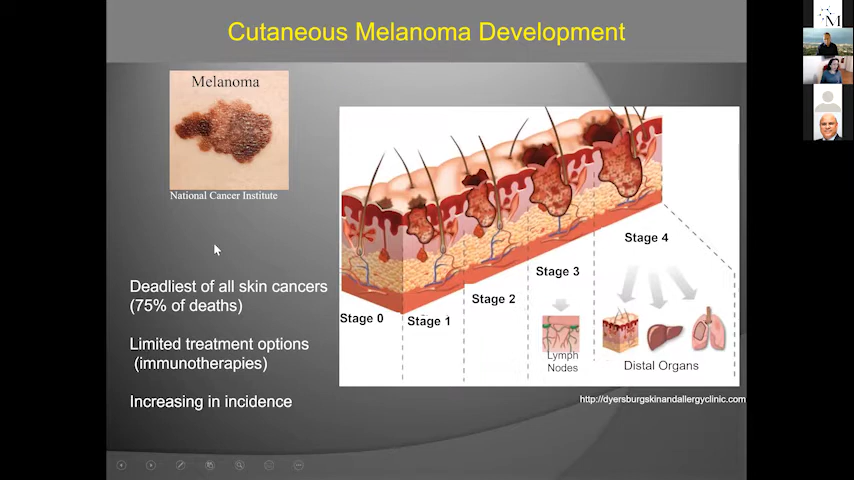 Cutaneous Melanoma Development
Melanoma
National Cancer Institute
Deadliest of all skin cancers
(75% of deaths)
Limited treatment options
(immunotherapies)
Increasing in incidence
Stage 0
Stage 1
Stage 2
Stage 3
Stage 4
Lymph
Nodes
Distal Organs
http://dyersburgskinandallergyclinic.com
M